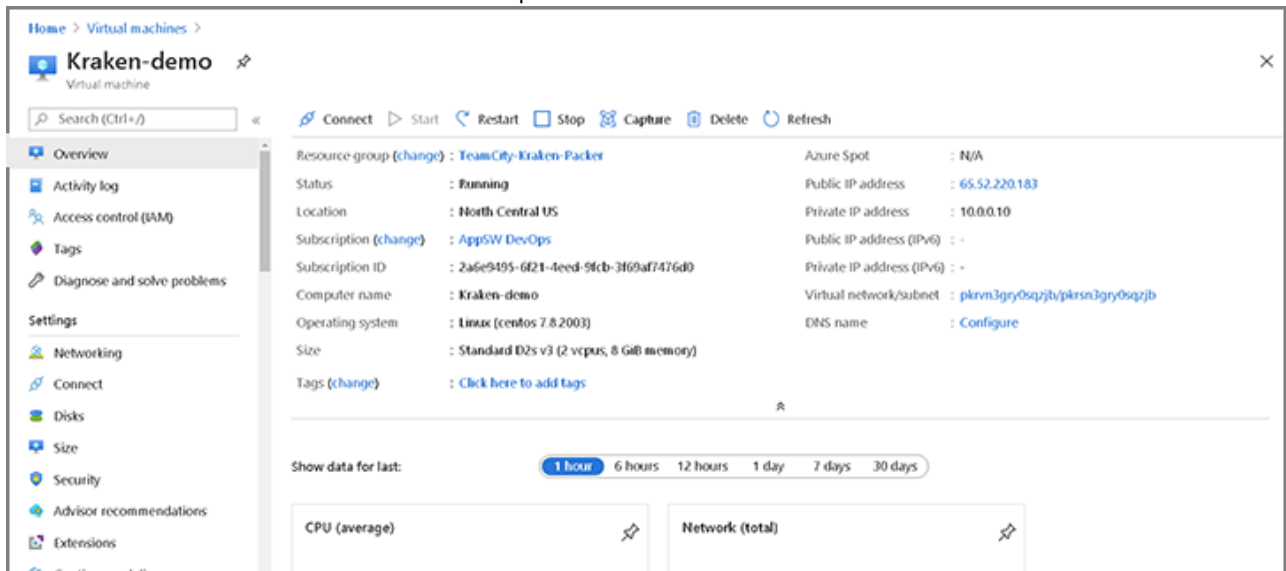 Home > Virtual machines >
Kraken-demo
Virtual machine
Search (Ctrl+/)
«
Connect Start Restart Stop Capture Delete Refresh
Overview
Activity log
Access control (IAM)
Tags
Diagnose and solve problems
Settings
Networking
Connect
Disks
Size
Security
Advisor recommendations
Extensions
Resource group (change) : TeamCity-Kraken-Packer
Status : Running
Location : North Central US
Subscription (change) : AppSW DevOps
Subscription ID : 2a6e9495-6f21-4eed-9fcb-3f69af7476d0
Computer name : Kraken-demo
Operating system : Linux (centos 7.8.2003)
Size : Standard D2s v3 (2 vcpus, 8 GiB memory)
Tags (change) : Click here to add tags
Azure Spot : N/A
Public IP address : 65.52.220.183
Private IP address : 10.0.0.10
Public IP address (IPv6) : -
Private IP address (IPv6) : -
Virtual network/subnet : pkrvn3gry0sqzjb/pkrsn3gry0sqzjb
DNS name : Configure
Show data for last: 1 hour 6 hours 12 hours 1 day 7 days 30 days
CPU (average)
Network (total)